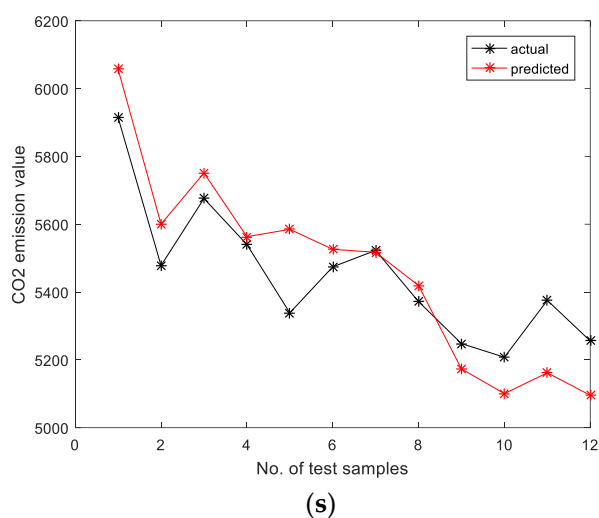 6200
6000
5800
5600
5400
5200
5000
CO2 emission value
actual
predicted
0 2 4 6 8 10 12
No. of test samples
(s)